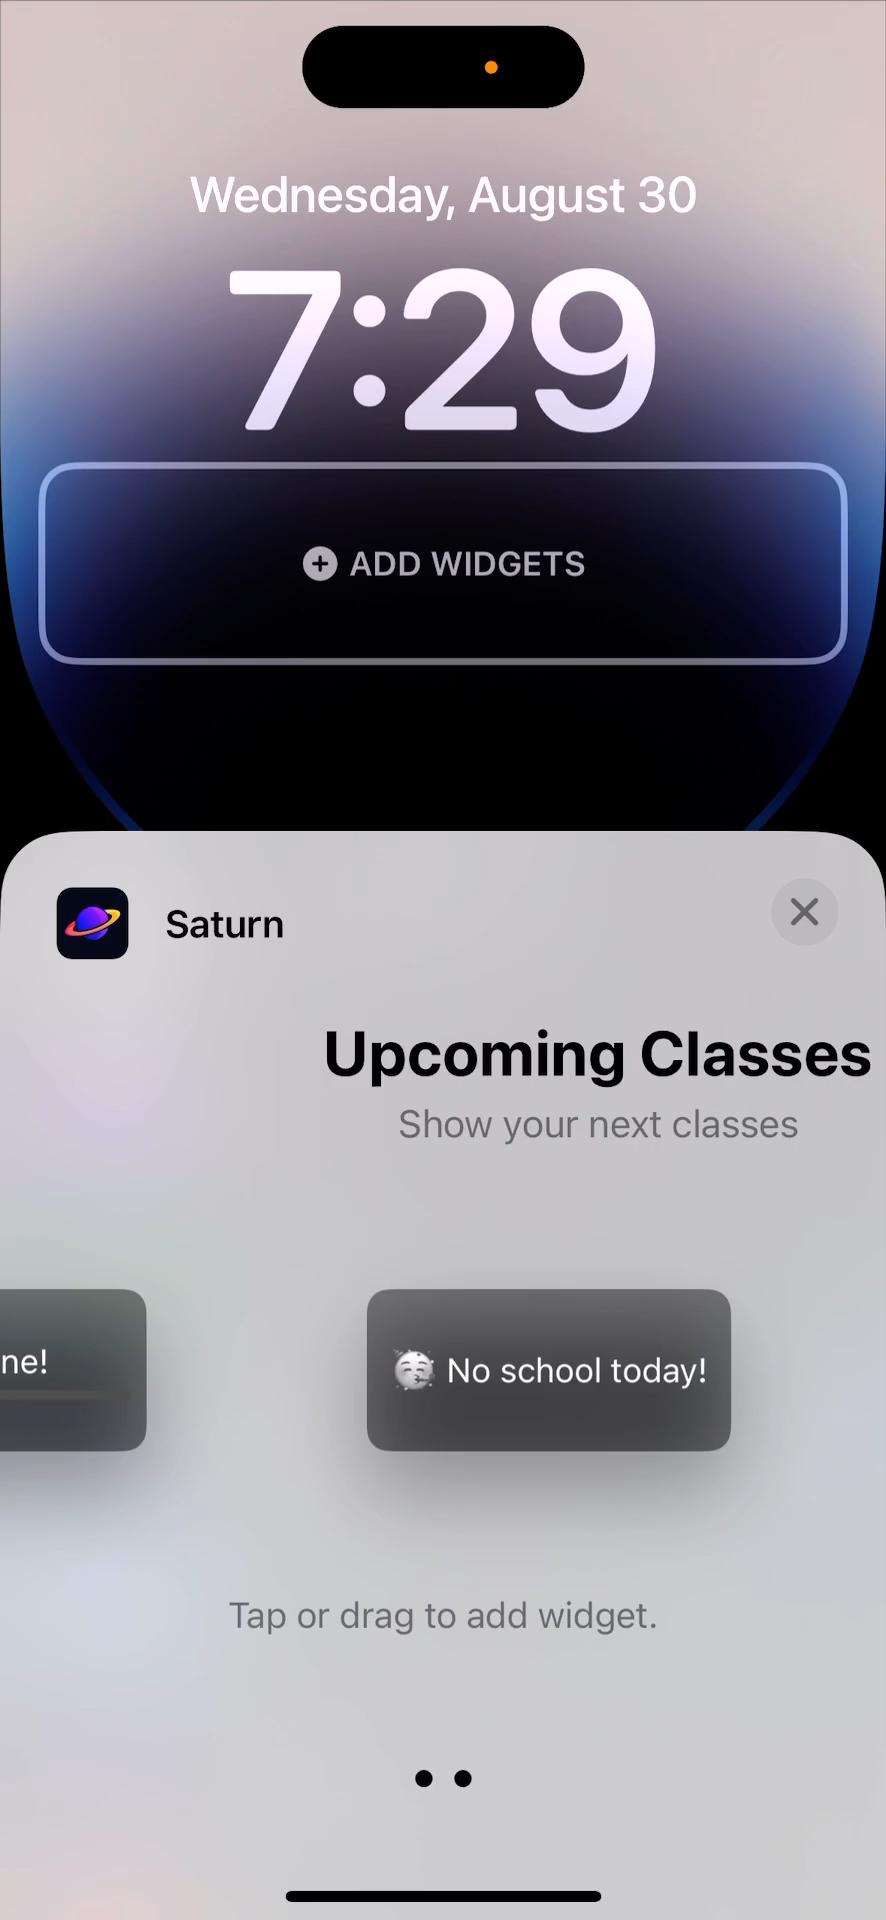 Wednesday, August 30
7:29
ADD WIDGETS
Saturn
Upcoming Classes
Show your next classes
ne!
No school today!
Tap or drag to add widget.